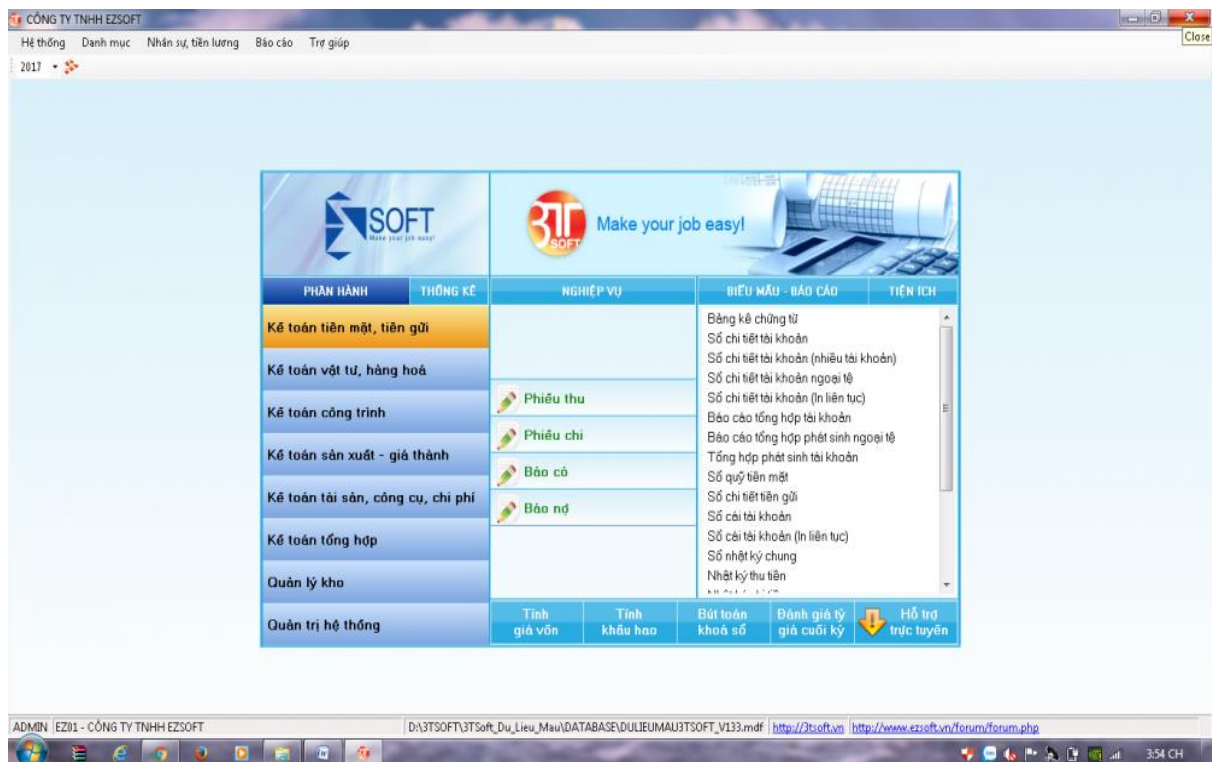 CÔNG TY TNHH EZSOFT
Close
Hệ thống Danh mục Nhân sự, tiền lương Báo cáo Trợ giúp
2017
SOFT
Make your job easy!
3T SOFT
Make your job easy!
PHÂN HÀNH THỐNG KÊ NGHIỆP VỤ BIỂU MẪU - BÁO CÁO TIỆN ÍCH
Kế toán tiền mặt, tiền gửi
Kế toán vật tư, hàng hoá
Kế toán công trình
Kế toán sản xuất - giá thành
Kế toán tài sản, công cụ, chi phí
Kế toán tổng hợp
Quản lý kho
Quản trị hệ thống
Phiếu thu
Phiếu chi
Báo có
Báo nợ
Bảng kê chứng từ
Sổ chi tiết tài khoản
Sổ chi tiết tài khoản (nhiều tài khoản)
Sổ chi tiết tài khoản ngoại tệ
Sổ chi tiết tài khoản (In liên tục)
Báo cáo tổng hợp tài khoản
Báo cáo tổng hợp phát sinh ngoại tệ
Tổng hợp phát sinh tài khoản
Sổ quỹ tiền mặt
Sổ chi tiết tiền gửi
Sổ cái tài khoản
Sổ cái tài khoản (In liên tục)
Sổ nhật ký chung
Nhật ký thu tiền
Tính giá vốn
Tính khấu hao
Bút toán khoá sổ
Đánh giá tỷ giá cuối kỳ
Hỗ trợ trực tuyến
ADMIN EZ01 - CÔNG TY TNHH EZSOFT D:\3TSOFT\3TSoft_Du_Lieu_Mau\DATABASE\DULIEUMAU3TSOFT_V133.mdf http://3tsoft.vn http://www.ezsoft.vn/forum/forum.php
3:54 CH